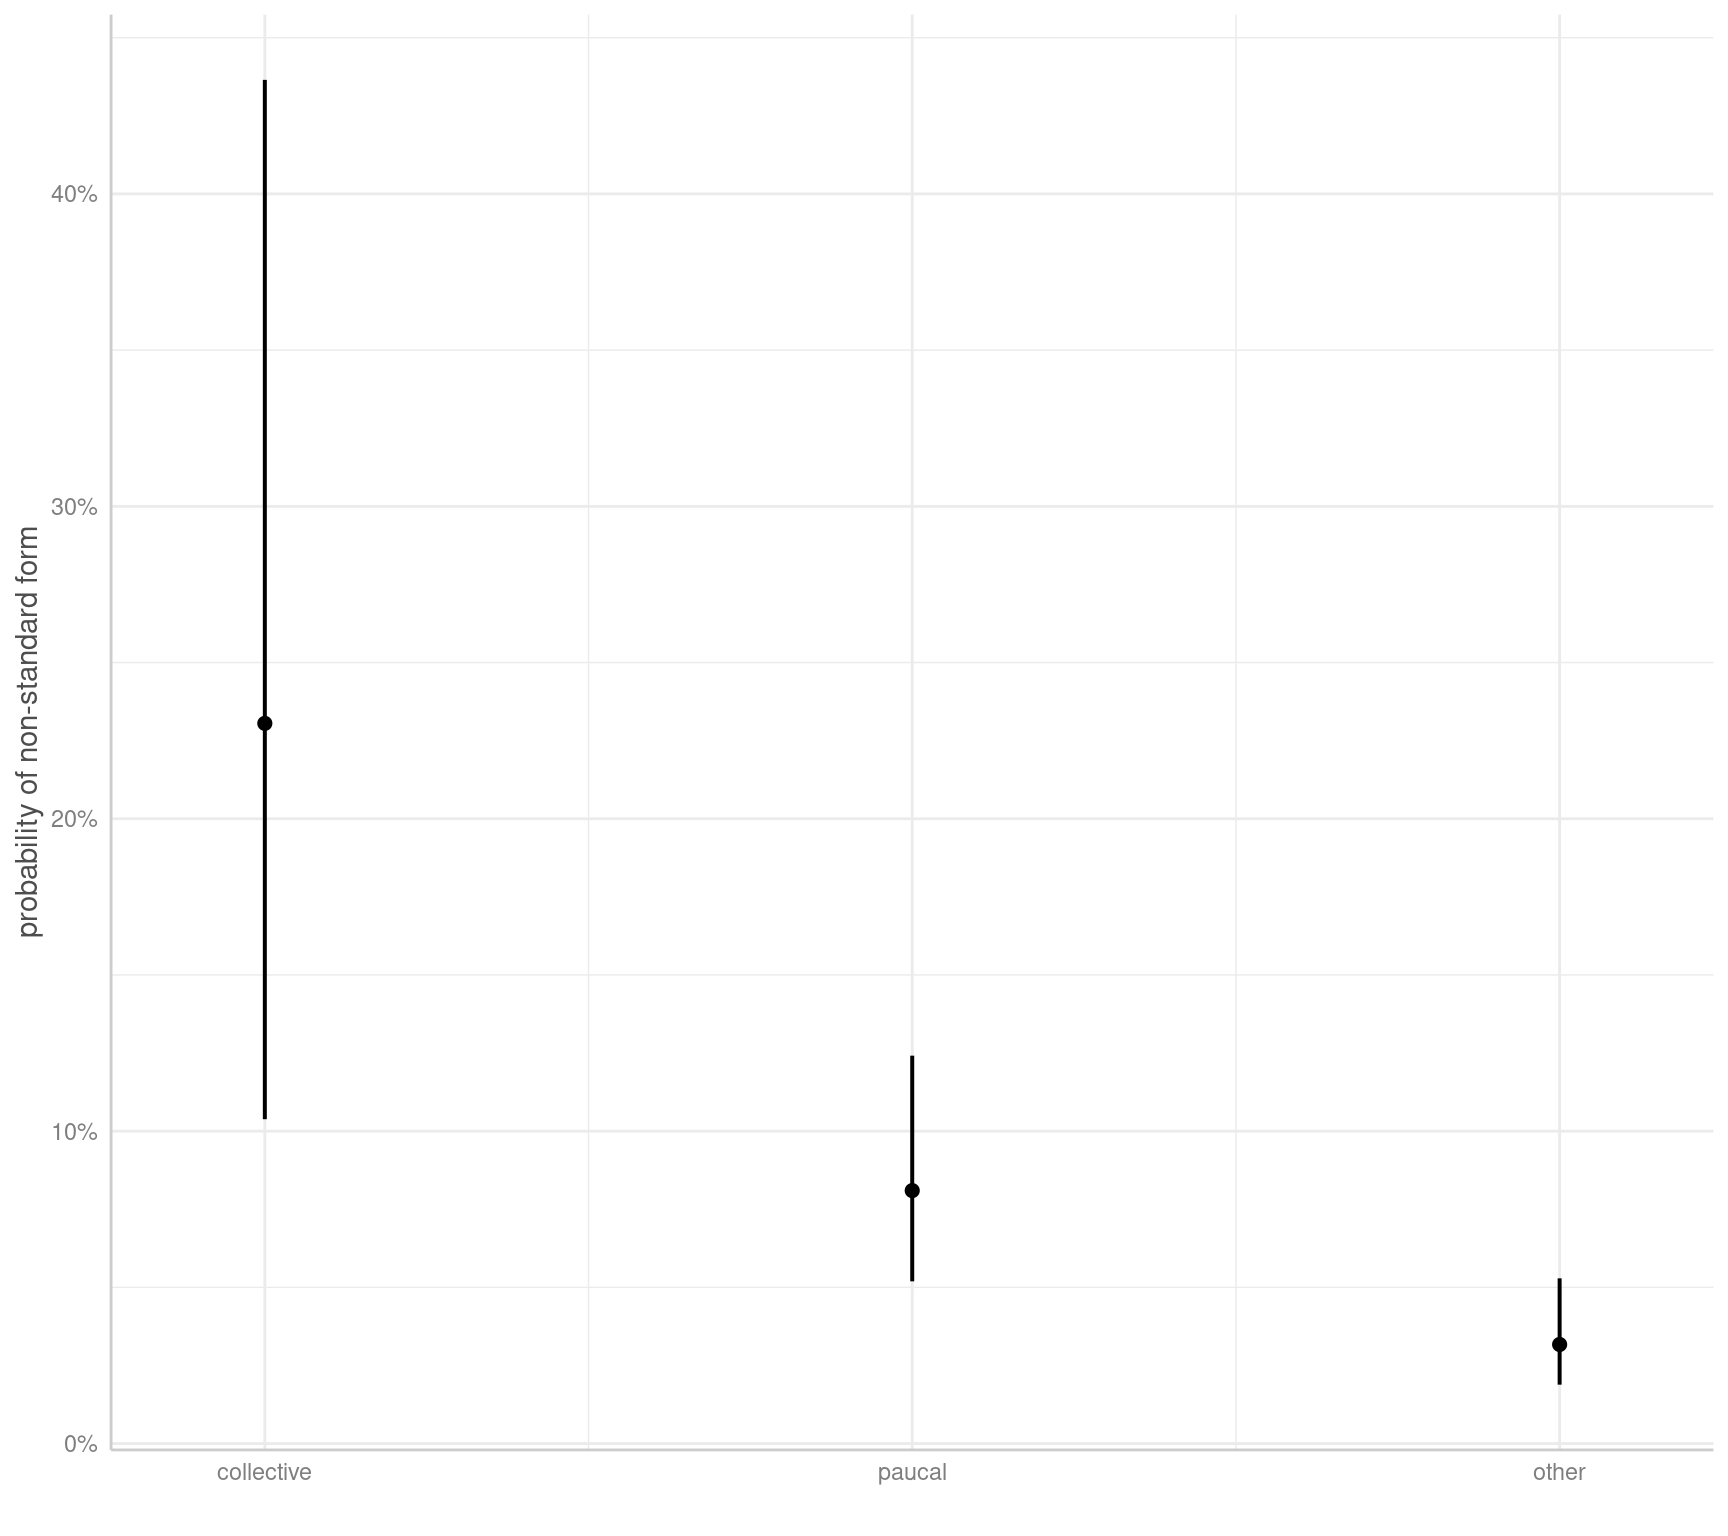 probability of non-standard form
40%
30%
20%
10%
0%
collective
paucal
other